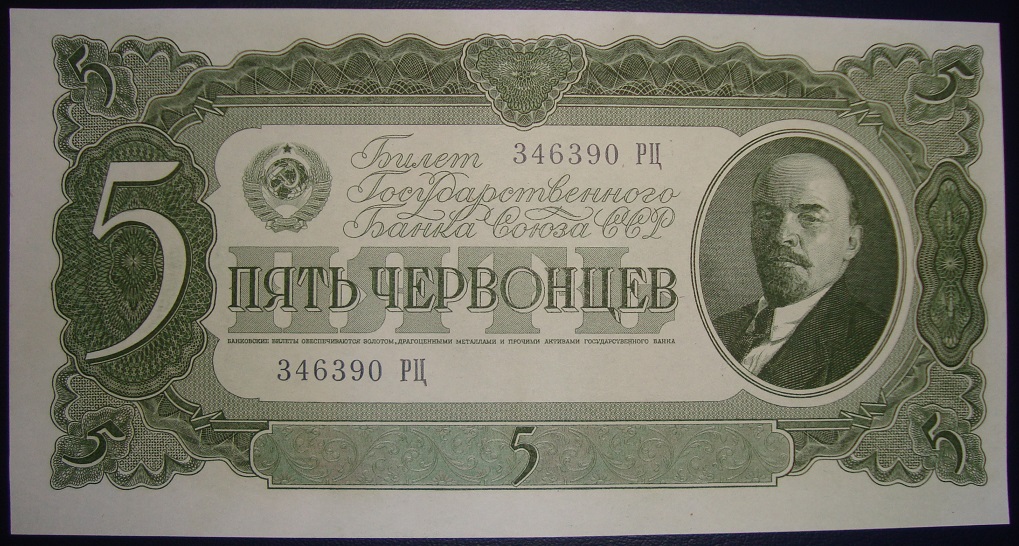 5 5
Билет 346390 РЦ
Государственного
Банка Союза ССР
5
ПЯТЬ
ПЯТЬ ЧЕРВОНЦЕВ
БАНКОВСКИЕ БИЛЕТЫ ОБЕСПЕЧИВАЮТСЯ ЗОЛОТОМ, ДРАГОЦЕННЫМИ МЕТАЛЛАМИ И ПРОЧИМИ АКТИВАМИ ГОСУДАРСТВЕННОГО БАНКА
346390 РЦ
5 5 5